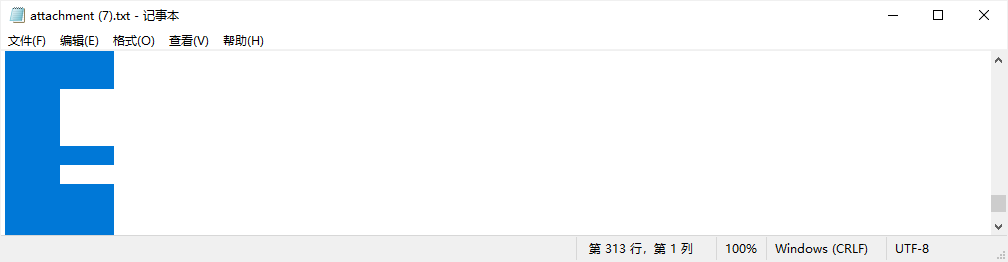 attachment (7).txt - 记事本
文件(F) 编辑(E) 格式(O) 查看(V) 帮助(H)
第 313 行，第 1 列 100% Windows (CRLF) UTF-8